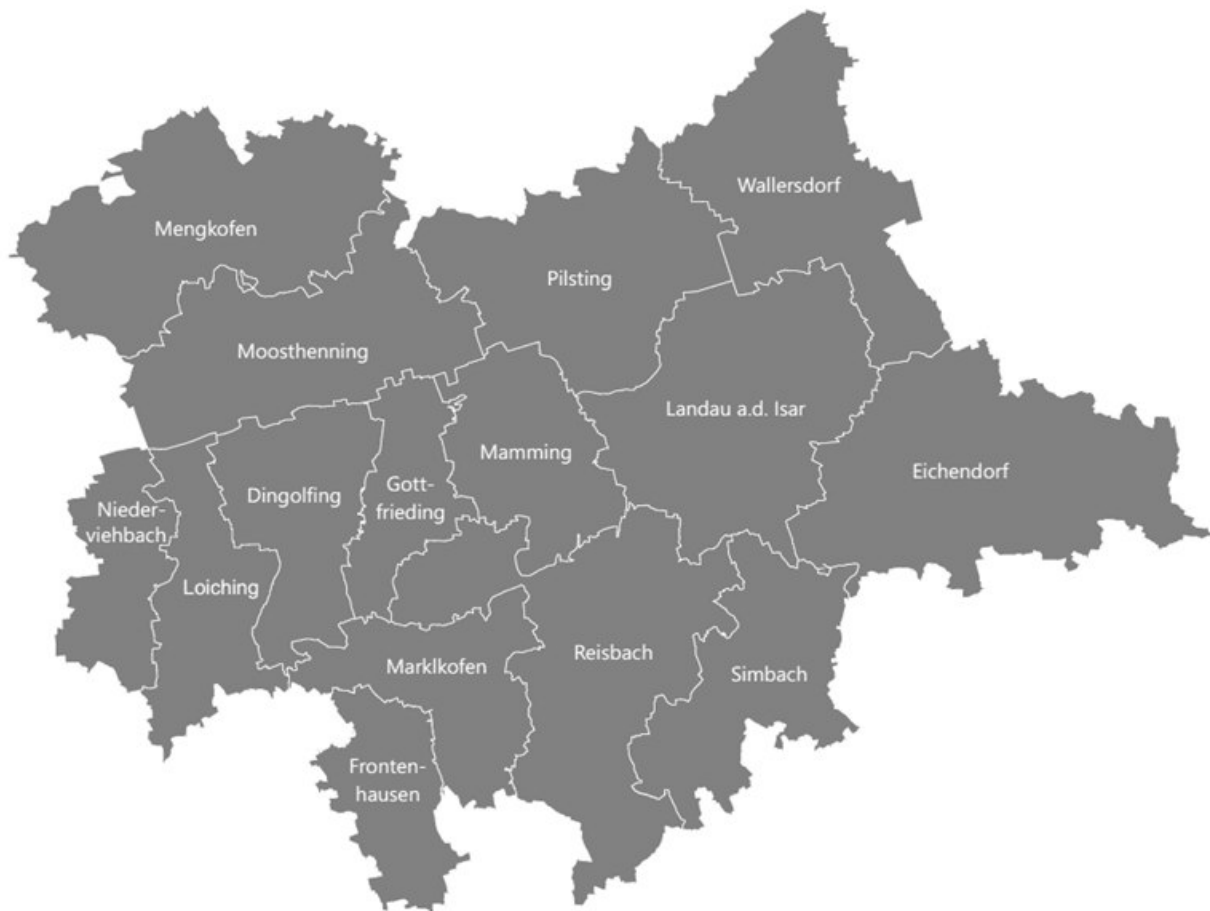 Wallersdorf
Mengkofen
Pilsting
Moosthenning
Landau a.d. Isar
Mamming
Eichendorf
Gott-
frieding
Dingolfing
Nieder-
viehbach
Loiching
Reisbach
Marklkofen
Simbach
Fronten-
hausen